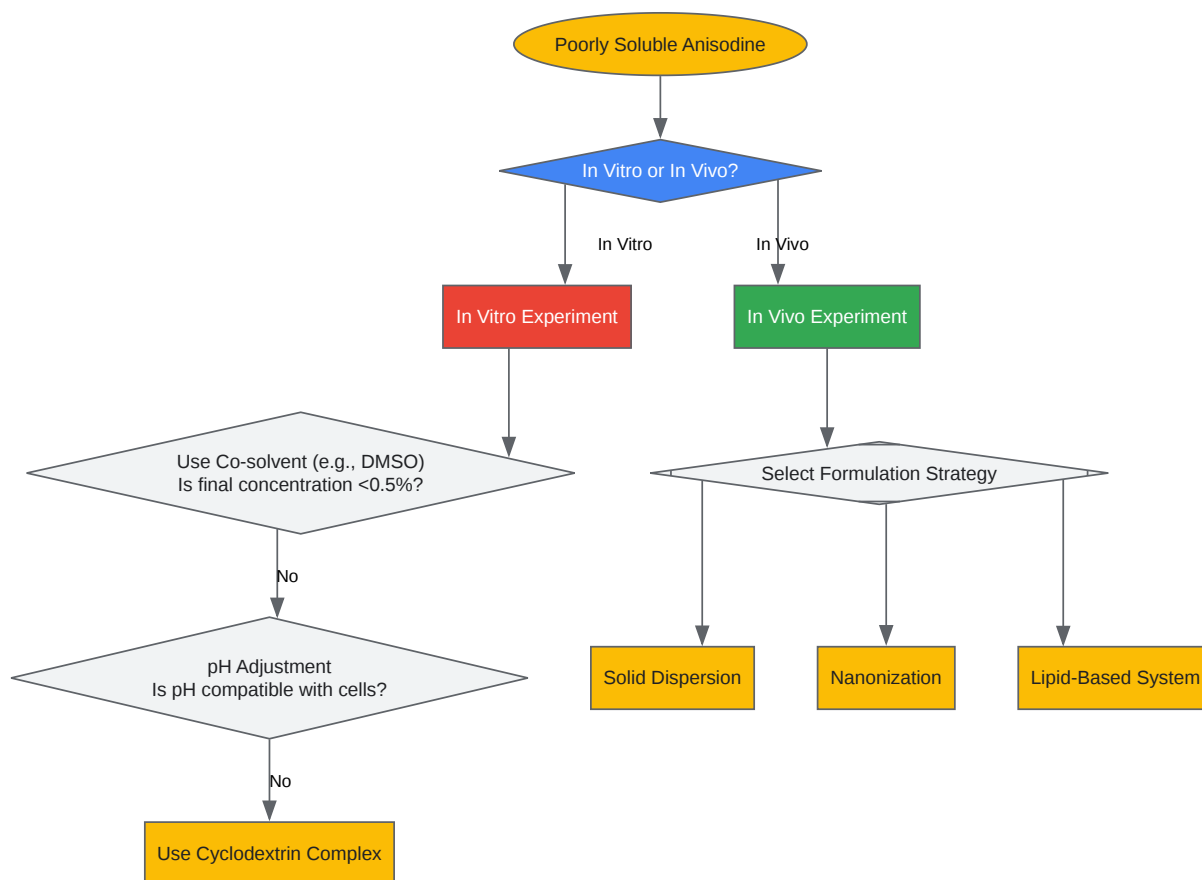 Poorly Soluble Anisodine
In Vitro or In Vivo?
In Vitro
In Vivo
In Vitro Experiment
In Vivo Experiment
Use Co-solvent (e.g., DMSO)
Is final concentration <0.5%?
Select Formulation Strategy
No
pH Adjustment
Is pH compatible with cells?
Solid Dispersion
Nanonization
Lipid-Based System
No
Use Cyclodextrin Complex